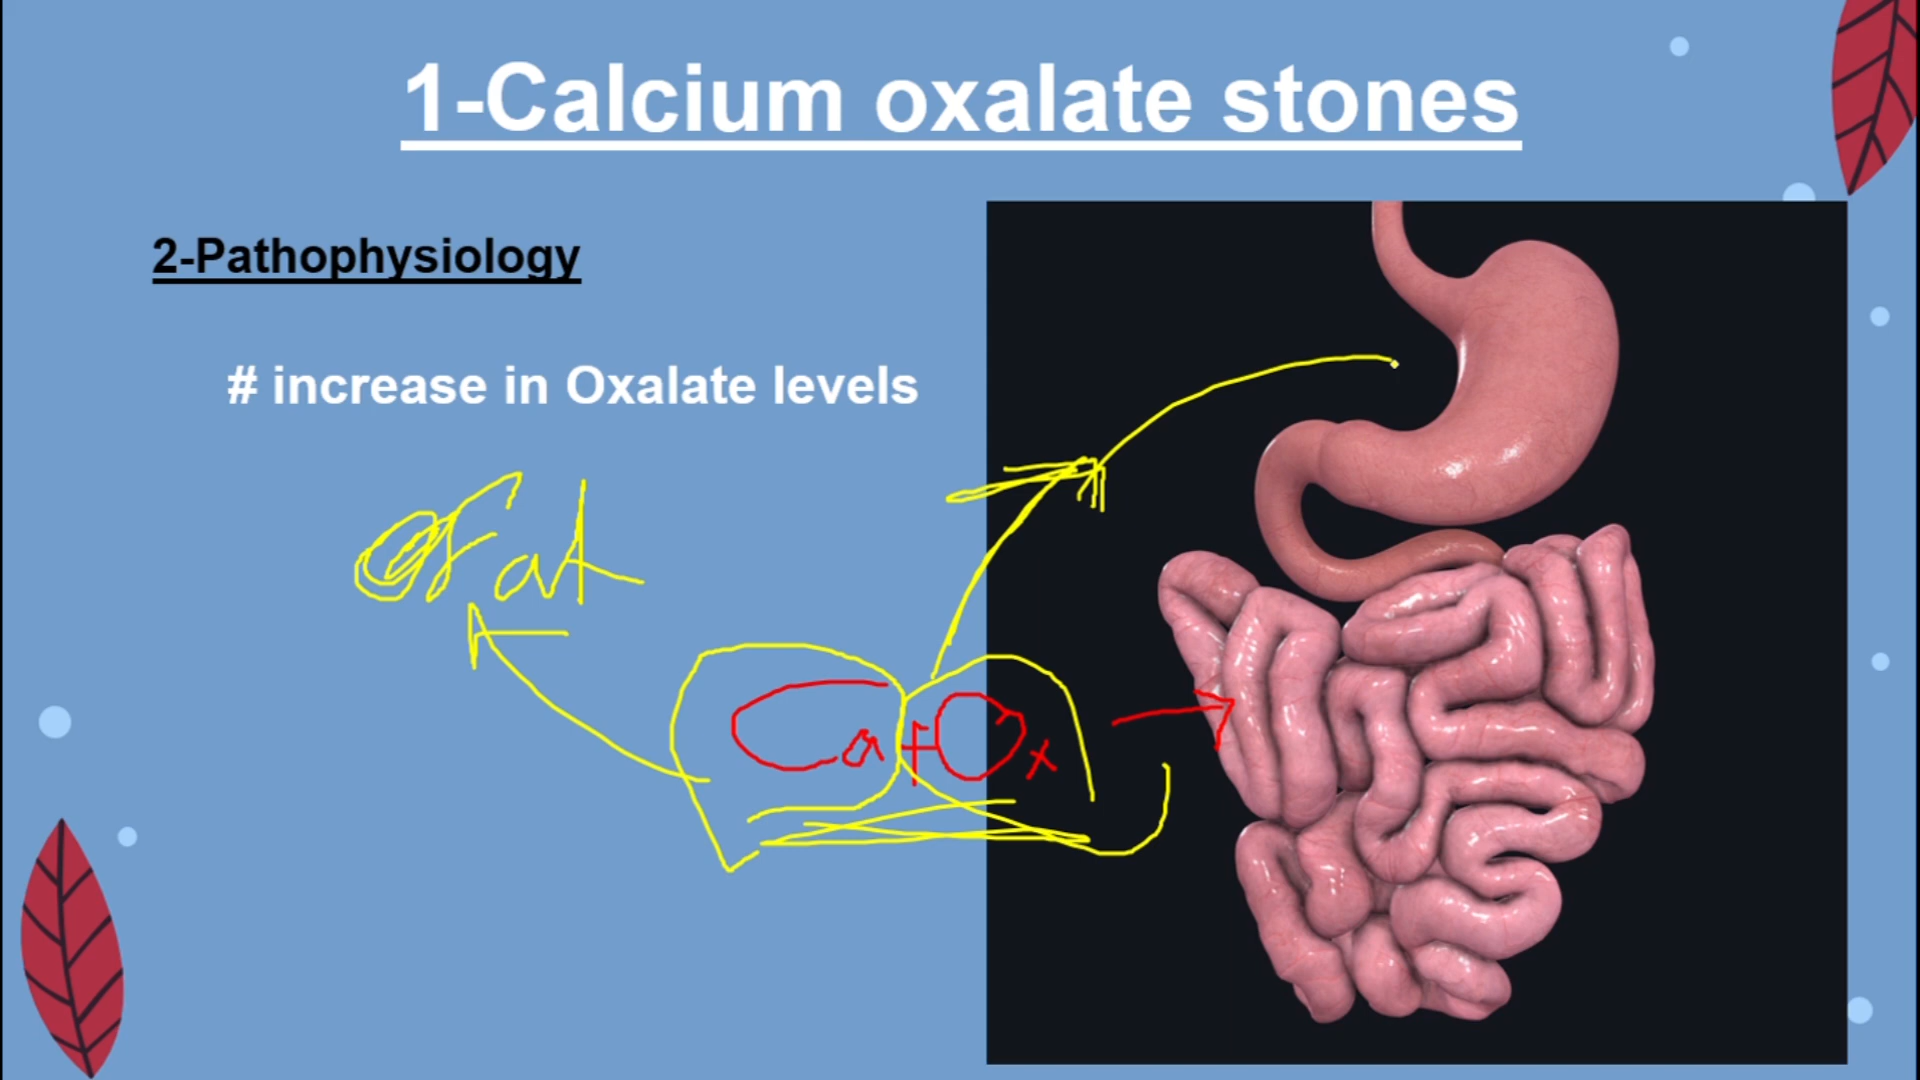 1-Calcium oxalate stones
2-Pathophysiology
# increase in Oxalate levels
Fat
Ca + Ox